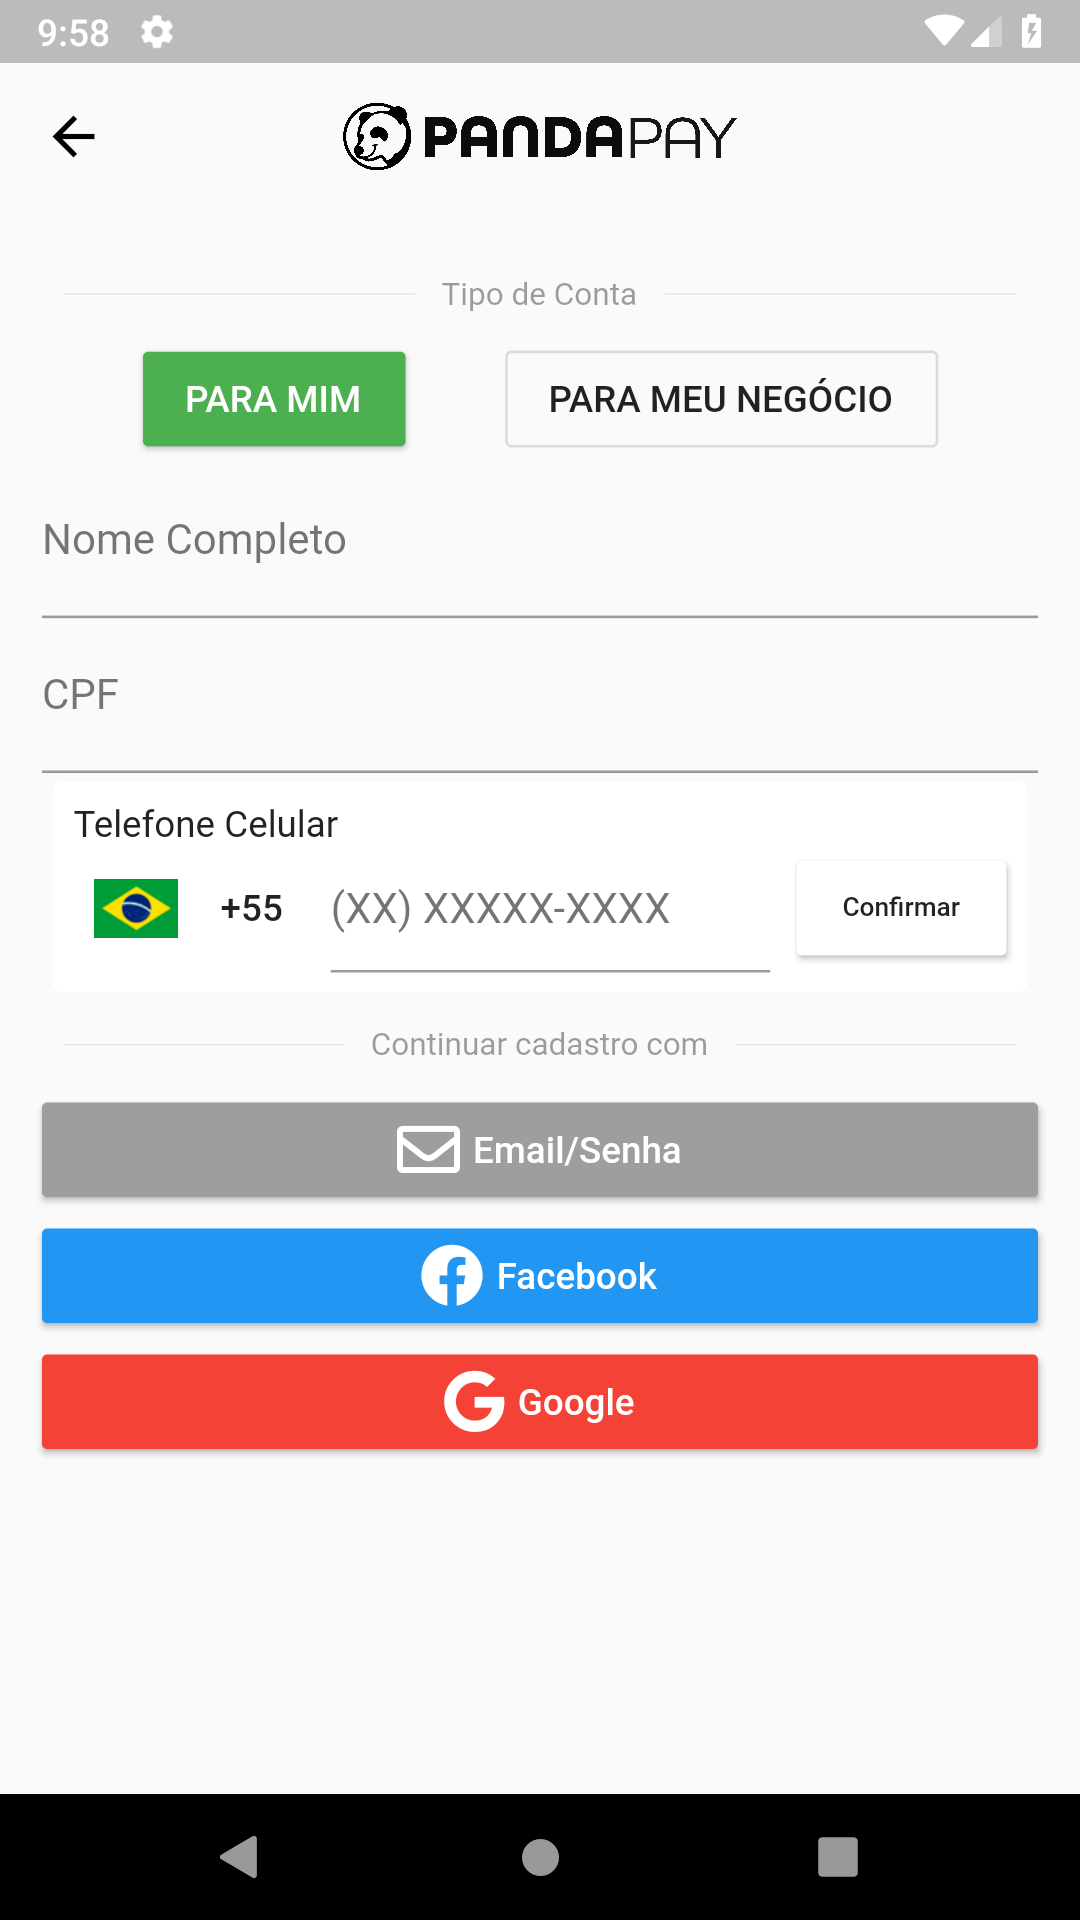 9:58
PANDAPAY
Tipo de Conta
PARA MIM
PARA MEU NEGÓCIO
Nome Completo
CPF
Telefone Celular
+55
(XX) XXXXX-XXXX
Confirmar
Continuar cadastro com
Email/Senha
Facebook
Google